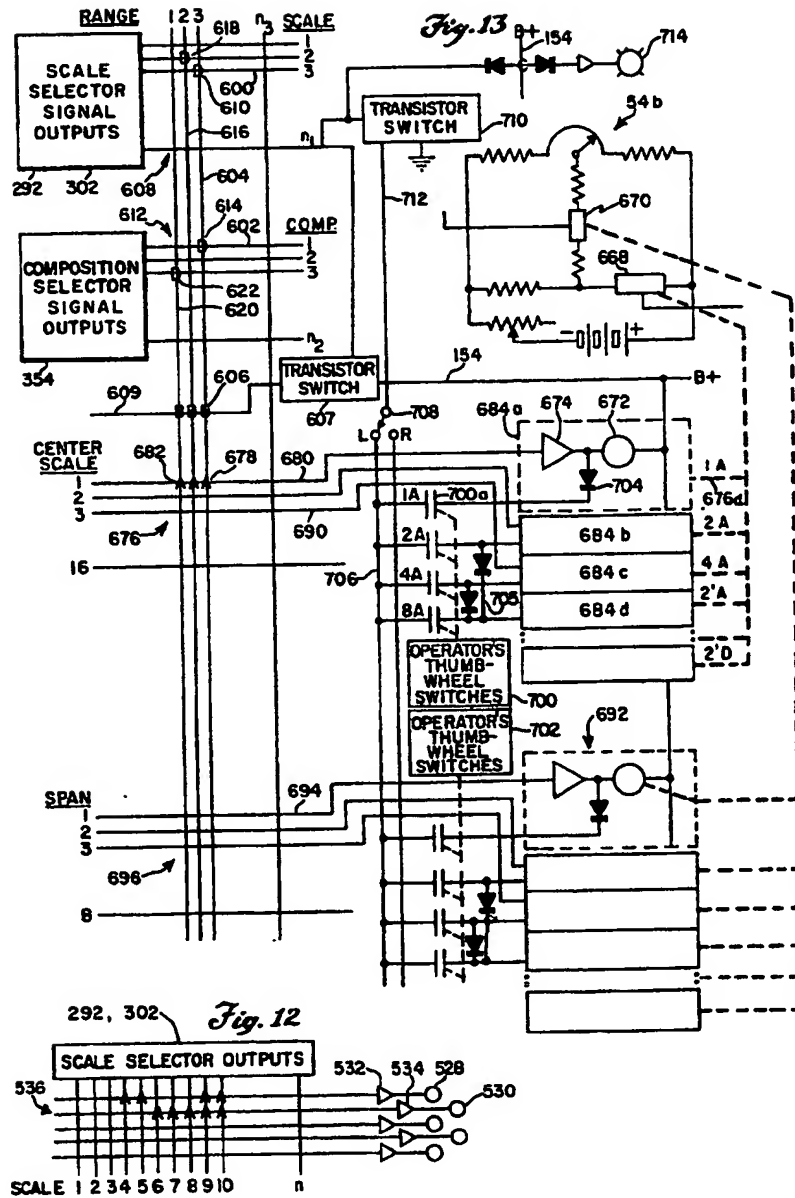 RANGE 1 2 3 n3 SCALE
Fig. 13
B+
154
714
618
1
2
3
SCALE SELECTOR SIGNAL OUTPUTS
600
610
616
TRANSISTOR SWITCH
710
54b
n1
292
302
608
604
712
612
614
COMP.
602
1
2
3
670
COMPOSITION SELECTOR SIGNAL OUTPUTS
622
620
668
n2
354
- +
TRANSISTOR SWITCH
607
154
B+
609
606
708
L R
684a
674
672
CENTER SCALE
682
678
680
1
2
3
690
676
700a
704
1A
1A
676a
2A
684b
2A
4A
684c
4A
8A
684d
2'A
16
706
705
2'D
OPERATOR'S THUMB-WHEEL SWITCHES
700
OPERATOR'S THUMB-WHEEL SWITCHES
702
692
SPAN
694
1
2
3
696
8
Fig. 12
292, 302
SCALE SELECTOR OUTPUTS
532
534
528
536
530
SCALE 1 2 3 4 5 6 7 8 9 10 n